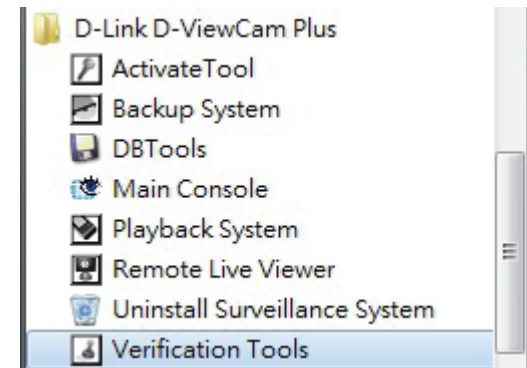 D-Link D-ViewCam Plus
ActivateTool
Backup System
DBTools
Main Console
Playback System
Remote Live Viewer
Uninstall Surveillance System
Verification Tools